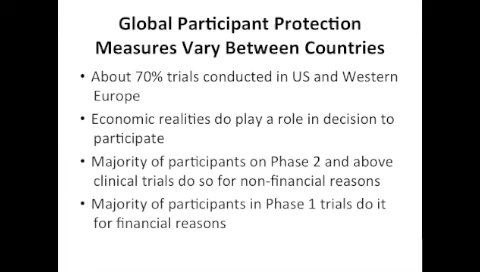 Global Participant Protection
Measures Vary Between Countries
• About 70% trials conducted in US and Western
Europe
• Economic realities do play a role in decision to
participate
• Majority of participants on Phase 2 and above
clinical trials do so for non-financial reasons
• Majority of participants in Phase 1 trials do it
for financial reasons